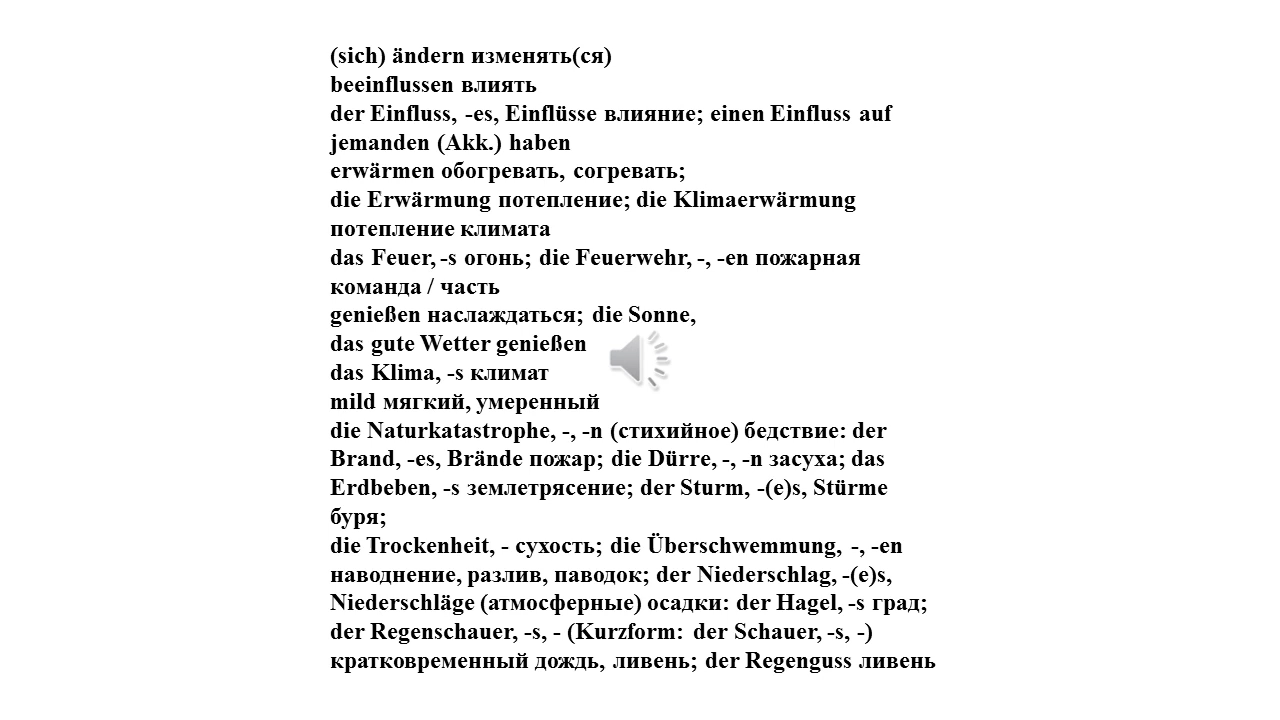 (sich) ändern изменять(ся)
beeinflussen влиять
der Einfluss, -es, Einflüsse влияние; einen Einfluss auf
jemanden (Akk.) haben
erwärmen обогревать, согревать;
die Erwärmung потепление; die Klimaerwärmung
потепление климата
das Feuer, -s огонь; die Feuerwehr, -, -en пожарная
команда / часть
genießen наслаждаться; die Sonne,
das gute Wetter genießen
das Klima, -s климат
mild мягкий, умеренный
die Naturkatastrophe, -, -n (стихийное) бедствие: der
Brand, -es, Brände пожар; die Dürre, -, -n засуха; das
Erdbeben, -s землетрясение; der Sturm, -(e)s, Stürme
буря;
die Trockenheit, - сухость; die Überschwemmung, -, -en
наводнение, разлив, паводок; der Niederschlag, -(e)s,
Niederschläge (атмосферные) осадки: der Hagel, -s град;
der Regenschauer, -s, - (Kurzform: der Schauer, -s, -)
кратковременный дождь, ливень; der Regenguss ливень